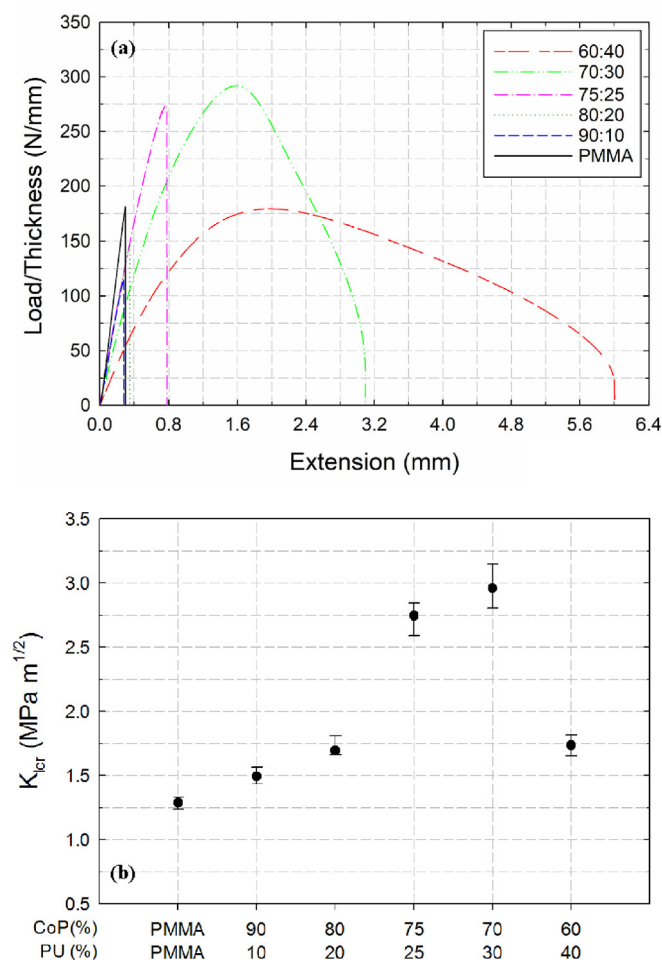 (a)
Load/Thickness (N/mm)
350
300
250
200
150
100
50
0
60:40
70:30
75:25
80:20
90:10
PMMA
0.0 0.8 1.6 2.4 3.2 4.0 4.8 5.6 6.4
Extension (mm)
K_Icr (MPa m^1/2)
3.5
3.0
2.5
2.0
1.5
1.0
0.5
(b)
CoP(%) PMMA 90 80 75 70 60
PU (%) PMMA 10 20 25 30 40